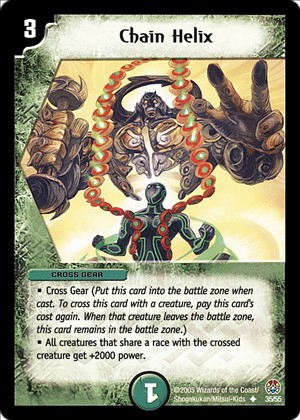 3
Chain Helix
CROSS GEAR
▪ Cross Gear (Put this card into the battle zone when
cast. To cross this card with a creature, pay this card's
cost again. When that creature leaves the battle zone,
this card remains in the battle zone.)
▪ All creatures that share a race with the crossed
creature get +2000 power.
1
©2005 Wizards of the Coast/
Shogakukan/Mitsui-Kids
35/55